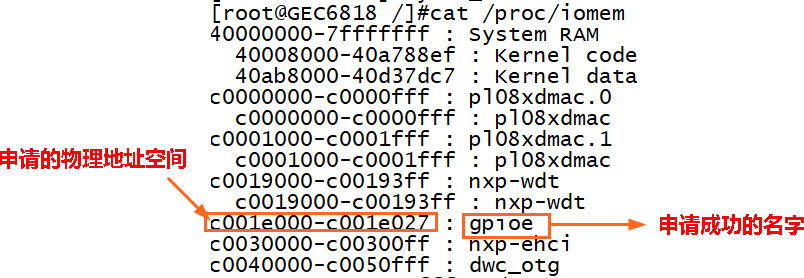 [root@GEC6818 /]#cat /proc/iomem
40000000-7fffffff : System RAM
40008000-40a788ef : Kernel code
40ab8000-40d37dc7 : Kernel data
c0000000-c0000fff : pl08xdmac.0
c0000000-c0000fff : pl08xdmac
c0001000-c0001fff : pl08xdmac.1
c0001000-c0001fff : pl08xdmac
申请的物理地址空间
c0019000-c00193ff : nxp-wdt
c0019000-c00193ff : nxp-wdt
c001e000-c001e027 : gpioe
申请成功的名字
c0030000-c00300ff : nxp-ehci
c0040000-c0050fff : dwc_otg